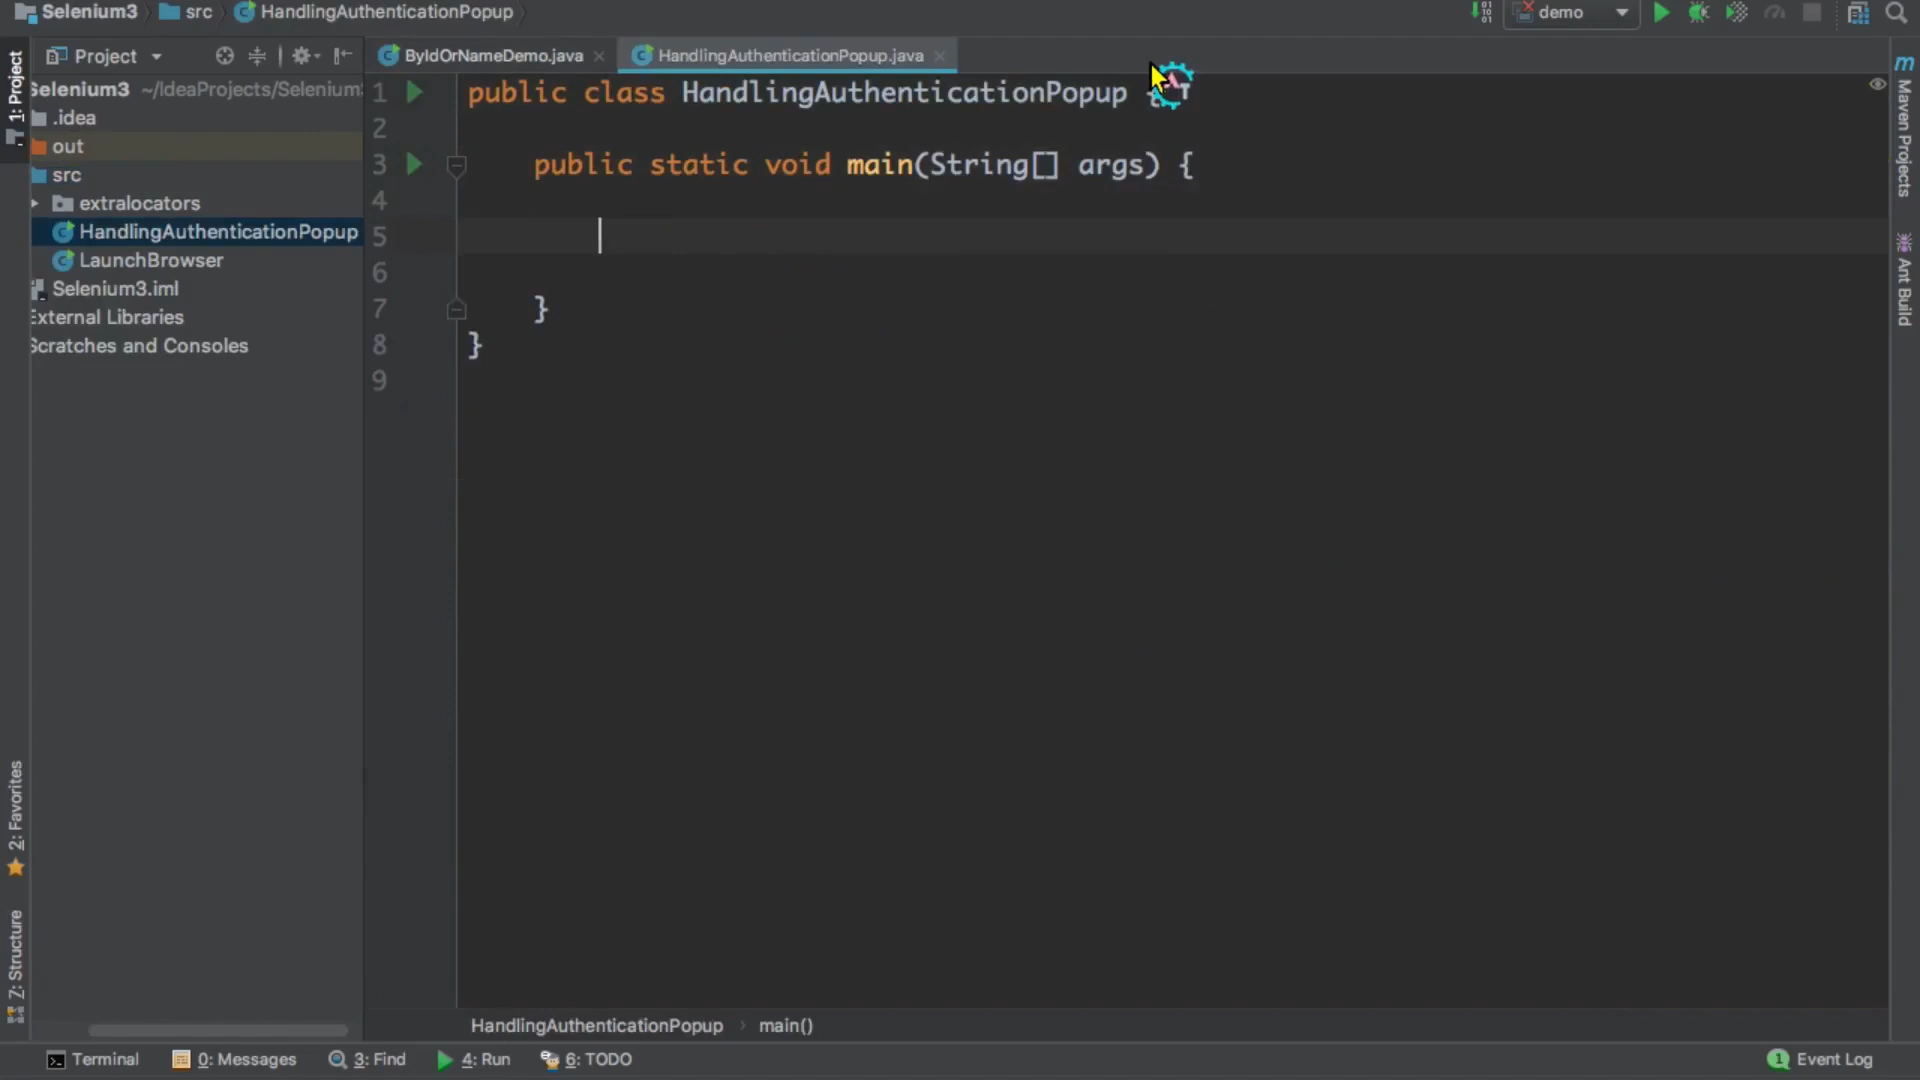 Selenium3 src HandlingAuthenticationPopup
demo
1: Project
Project
ByIdOrNameDemo.java
HandlingAuthenticationPopup.java
Selenium3 ~/IdeaProjects/Selenium3
.idea
out
src
extralocators
HandlingAuthenticationPopup
LaunchBrowser
Selenium3.iml
External Libraries
Scratches and Consoles
1 public class HandlingAuthenticationPopup {
2
3 public static void main(String[] args) {
4
5
6
7 }
8 }
9
m Maven Projects
Ant Build
2: Favorites
7: Structure
HandlingAuthenticationPopup main()
Terminal 0: Messages 3: Find 4: Run 6: TODO 1 Event Log